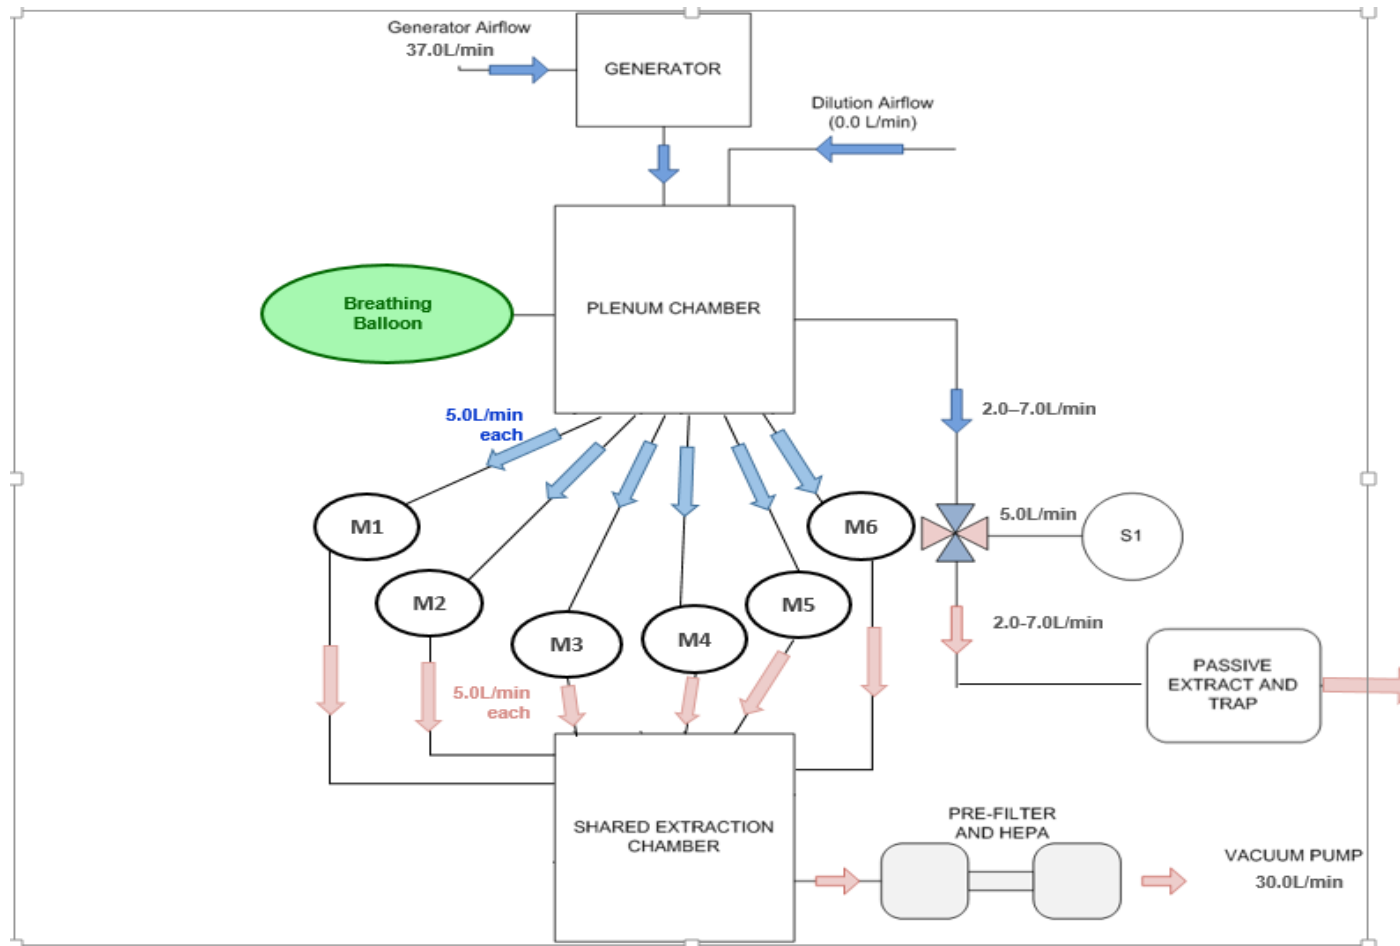 Generator Airflow
37.0L/min
GENERATOR
Dilution Airflow
(0.0 L/min)
Breathing
Balloon
PLENUM CHAMBER
5.0L/min
each
2.0–7.0L/min
M1
M6
5.0L/min
S1
M2
M5
M3
M4
2.0-7.0L/min
5.0L/min
each
PASSIVE
EXTRACT AND
TRAP
SHARED EXTRACTION
CHAMBER
PRE-FILTER
AND HEPA
VACUUM PUMP
30.0L/min